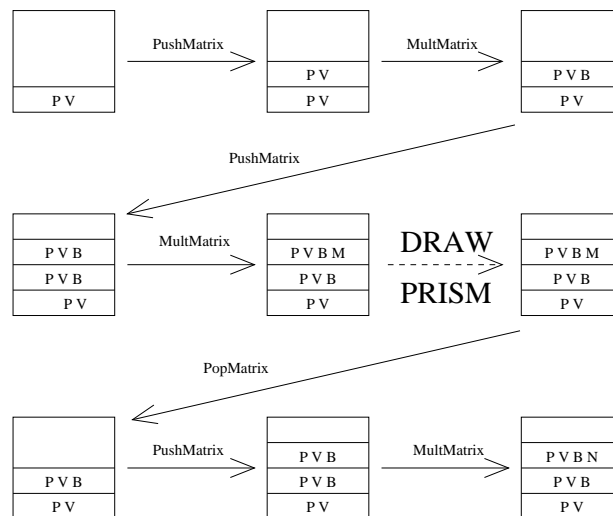 PushMatrix
MultMatrix
P V
P V
P V
P V B
P V
PushMatrix
P V B
P V B
P V
MultMatrix
P V B M
P V B
P V
DRAW
PRISM
P V B M
P V B
P V
PopMatrix
P V B
P V
PushMatrix
P V B
P V B
P V
MultMatrix
P V B N
P V B
P V